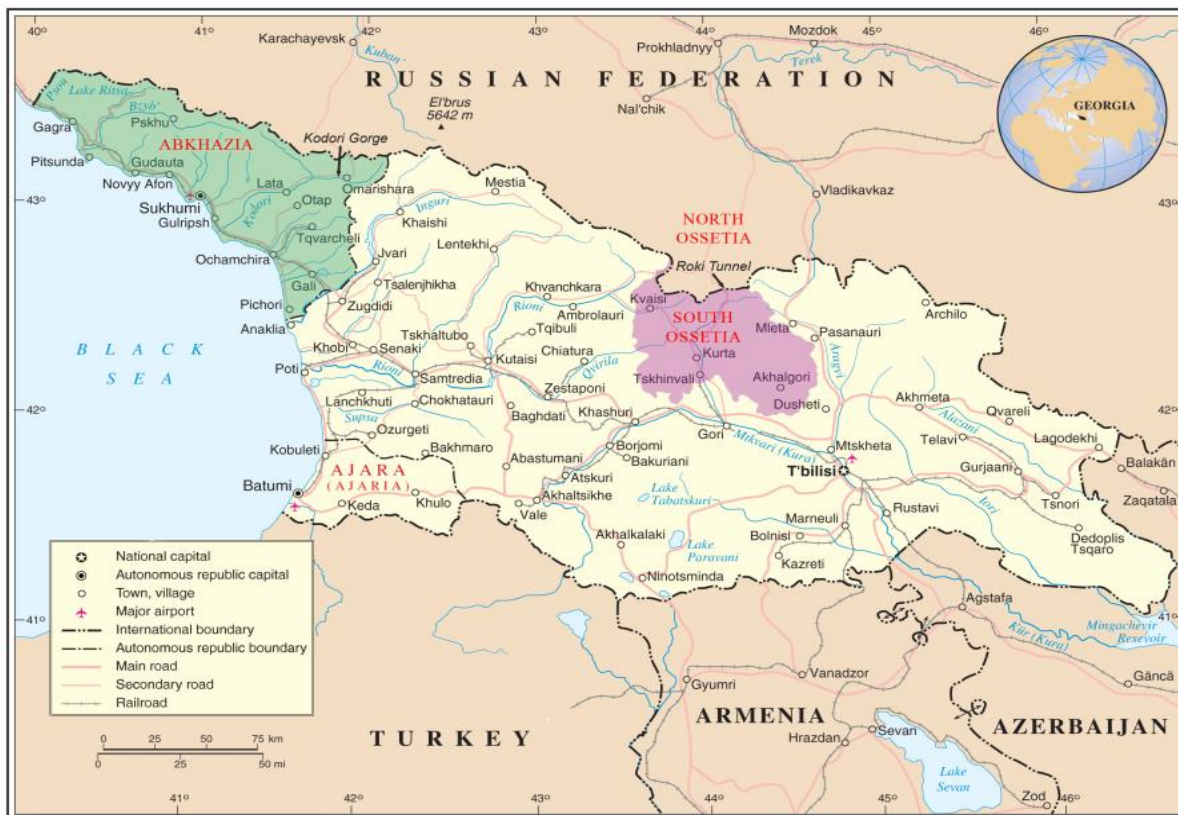 40°
41°
42°
43°
44°
45°
46°
Karachayevsk
Kuban'
Prokhladnyy
Mozdok
Terek
RUSSIAN FEDERATION
Nal'chik
El'brus
5642 m
GEORGIA
Psou
Lake Ritsa
Bzyb'
Pskhu
Gagra
ABKHAZIA
Kodori Gorge
Pitsunda
Gudauta
Novyy Afon
Lata
Omarishara
Mestia
Vladikavkaz
43°
43°
Sukhumi
Kodori
Otap
Inguri
Khaishi
Gulripsh
Tqvarcheli
NORTH
OSSETIA
Lentekhi
Ochamchira
Jvari
Roki Tunnel
Gali
Tsalenjhikha
Khvanchkara
Kvaisi
Pichori
Zugdidi
Rioni
Ambrolauri
SOUTH
OSSETIA
Archilo
Anaklia
Tskhaltubo
Tqibuli
Mleta
Pasanauri
BLACK
SEA
Khobi
Senaki
Kutaisi
Chiatura
Kurta
Aragvi
Poti
Rioni
Samtredia
Qvirila
Tskhinvali
Akhalgori
Zestaponi
42°
42°
Lanchkhuti
Chokhatauri
Baghdati
Khashuri
Dusheti
Akhmeta
Qvareli
Supsa
Ozurgeti
Gori
Mtkvari (Kura)
Alazani
Telavi
Lagodekhi
Kobuleti
Bakhmaro
Borjomi
Mtskheta
Abastumani
Bakuriani
T'bilisi
Gurjaani
Balakän
AJARA
(AJARIA)
Atskuri
Batumi
Akhaltsikhe
Lake
Tabatskuri
Iori
Zaqatala
Keda
Khulo
Vale
Rustavi
Tsnori
Marneuli
Akhalkalaki
Lake
Paravani
Bolnisi
Dedoplis
Tsqaro
Kazreti
Ninotsminda
National capital
Autonomous republic capital
Town, village
Major airport
International boundary
Autonomous republic boundary
Main road
Secondary road
Railroad
41°
41°
Agstafa
Mingachevir
Resevoir
Kür (Kura)
Vanadzor
Gyumri
Gäncä
TURKEY
ARMENIA
AZERBAIJAN
Hrazdan
Sevan
Lake
Sevan
Zod
0 25 50 75 km
0 25 50 mi
41°
42°
43°
44°
45°
46°